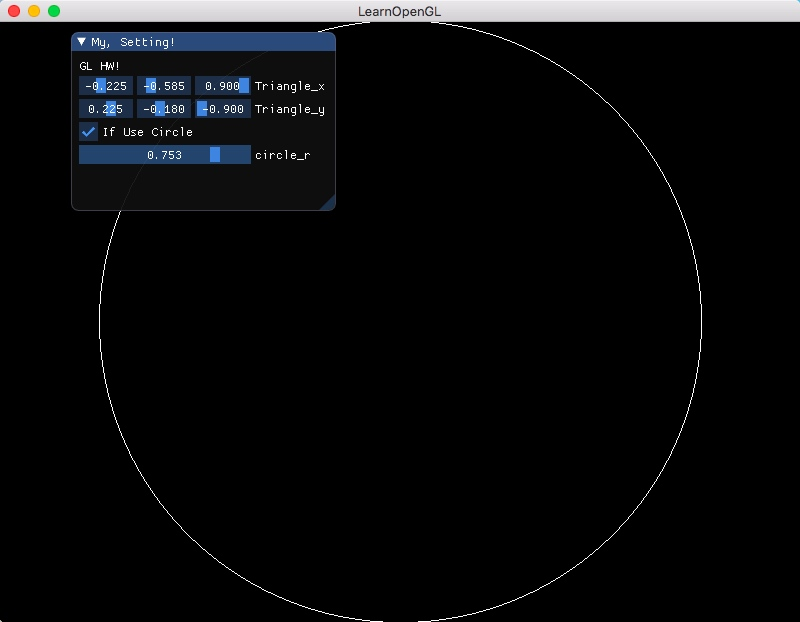 LearnOpenGL
My, Setting!
GL HW!
-0.225 -0.585 0.900 Triangle_x
0.225 -0.180 -0.900 Triangle_y
If Use Circle
0.753 circle_r